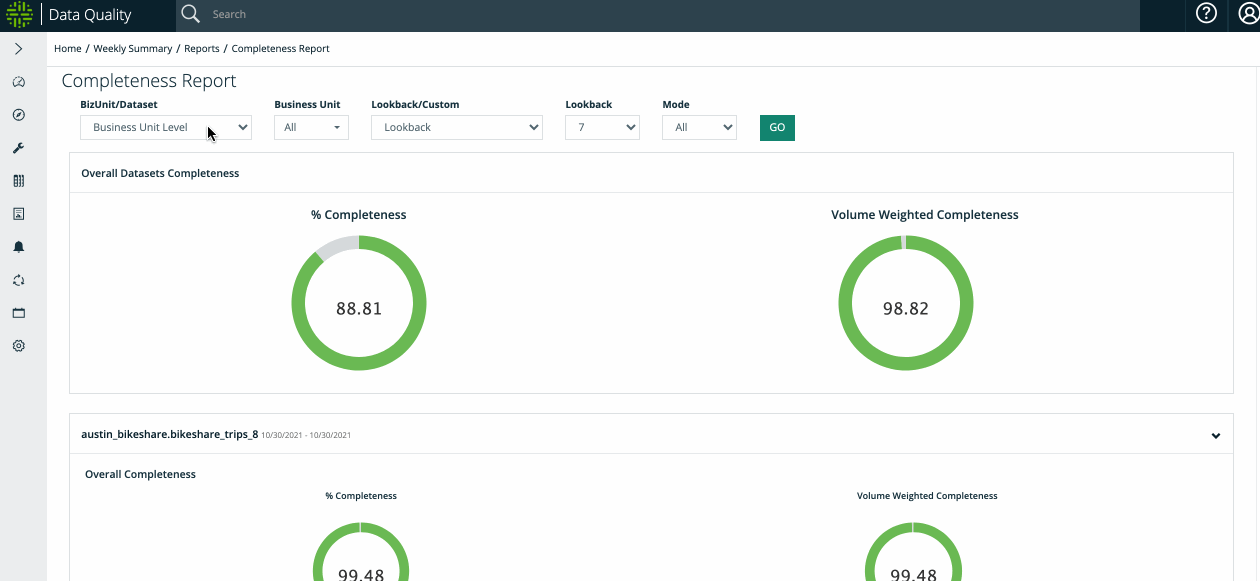 Data Quality
Search
Home / Weekly Summary / Reports / Completeness Report
Completeness Report
BizUnit/Dataset Business Unit Lookback/Custom Lookback Mode
Business Unit Level All Lookback 7 All GO
Overall Datasets Completeness
% Completeness Volume Weighted Completeness
88.81 98.82
austin_bikeshare.bikeshare_trips_8 10/30/2021 - 10/30/2021
Overall Completeness
% Completeness Volume Weighted Completeness
99.48 99.48